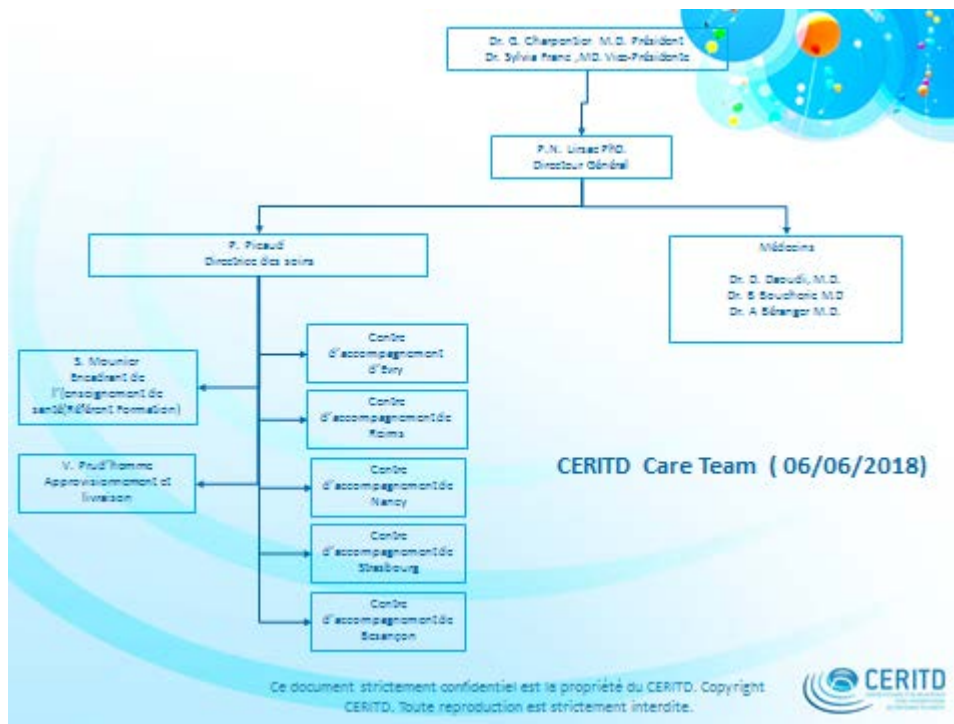 Dr. G. Charpentier M.D. Président
Dr. Sylvia Franc ,MD. Vice-Présidente
P.N. Lirsac PhD.
Directeur Général
P. Picaud
Directrice des soins
Médecins
Dr. D. Daoudi, M.D.
Dr. S Boucherie M.D
Dr. A Béranger M.D.
Centre
d'accompagnement
d'Evry
S. Meunier
Encadrant de
l'(enseignement de
santé(Référent Formation)
Centre
d'accompagnement de
Reims
V. Prud'homme
Approvisionnement et
livraison
Centre
d'accompagnement de
Nancy
CERITD Care Team ( 06/06/2018)
Centre
d'accompagnement de
Strasbourg
Centre
d'accompagnement de
Besançon
Ce document strictement confidentiel est la propriété du CERITD. Copyright
CERITD. Toute reproduction est strictement interdite.
CERITD